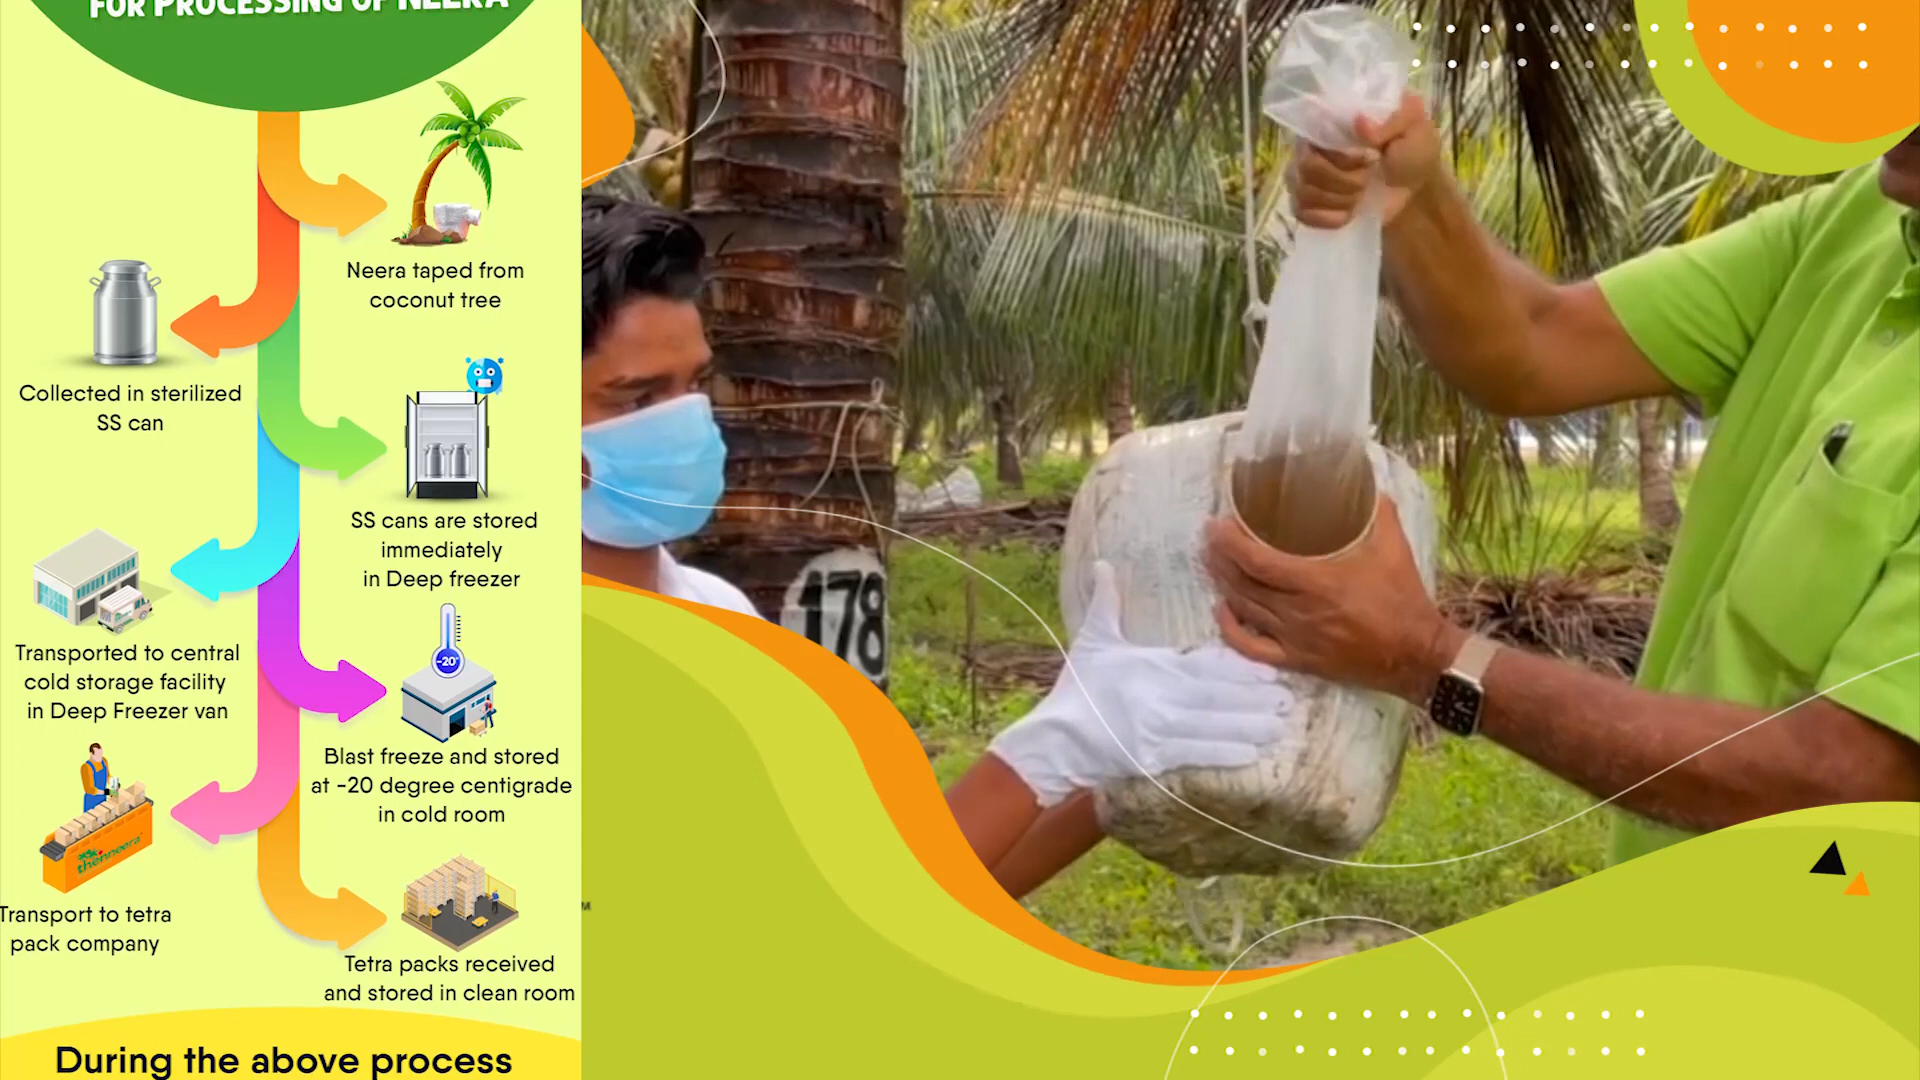 FOR PROCESSING OF NEERA
Neera taped from
coconut tree
Collected in sterilized
SS can
SS cans are stored
immediately
in Deep freezer
Transported to central
cold storage facility
in Deep Freezer van
-20°
Blast freeze and stored
at -20 degree centigrade
in cold room
thenneera
Transport to tetra
pack company
Tetra packs received
and stored in clean room
During the above process
178